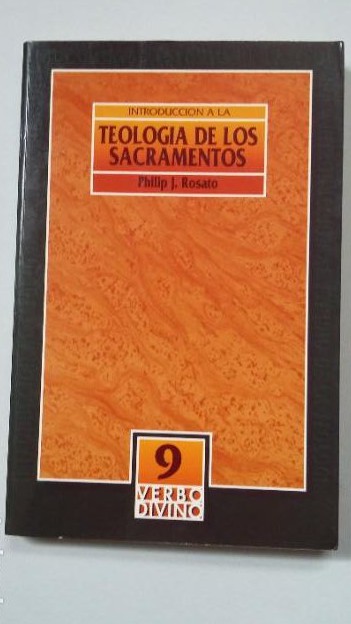 INTRODUCCION A LA
TEOLOGIA DE LOS
SACRAMENTOS
Philip J. Rosato
9
VERBO
DIVINO